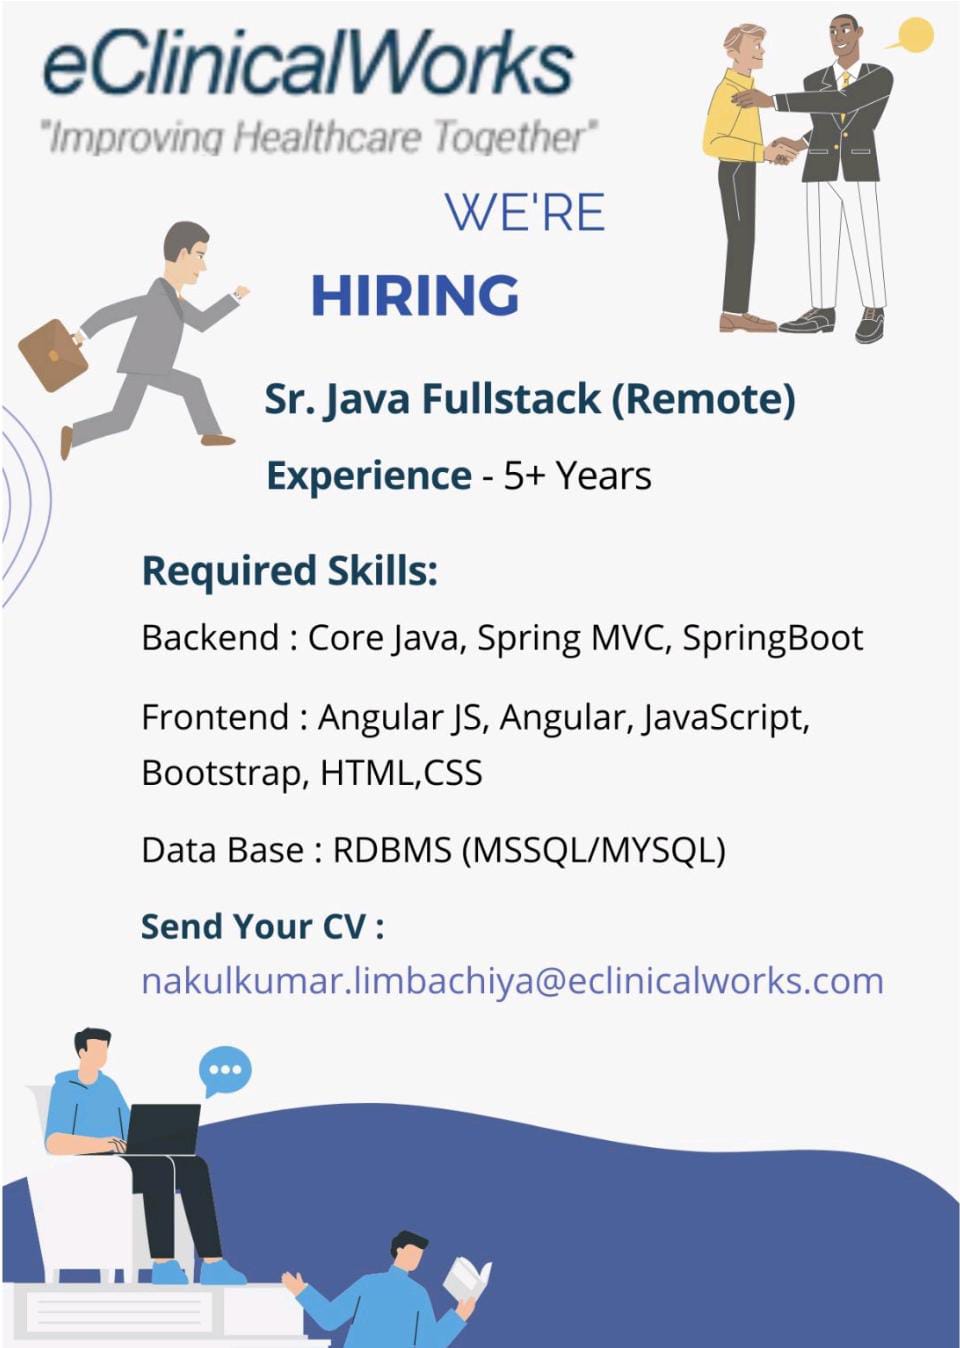 eClinicalWorks
"Improving Healthcare Together"
WE'RE
HIRING
Sr. Java Fullstack (Remote)
Experience - 5+ Years
Required Skills:
Backend : Core Java, Spring MVC, SpringBoot
Frontend : Angular JS, Angular, JavaScript,
Bootstrap, HTML,CSS
Data Base : RDBMS (MSSQL/MYSQL)
Send Your CV :
nakulkumar.limbachiya@eclinicalworks.com